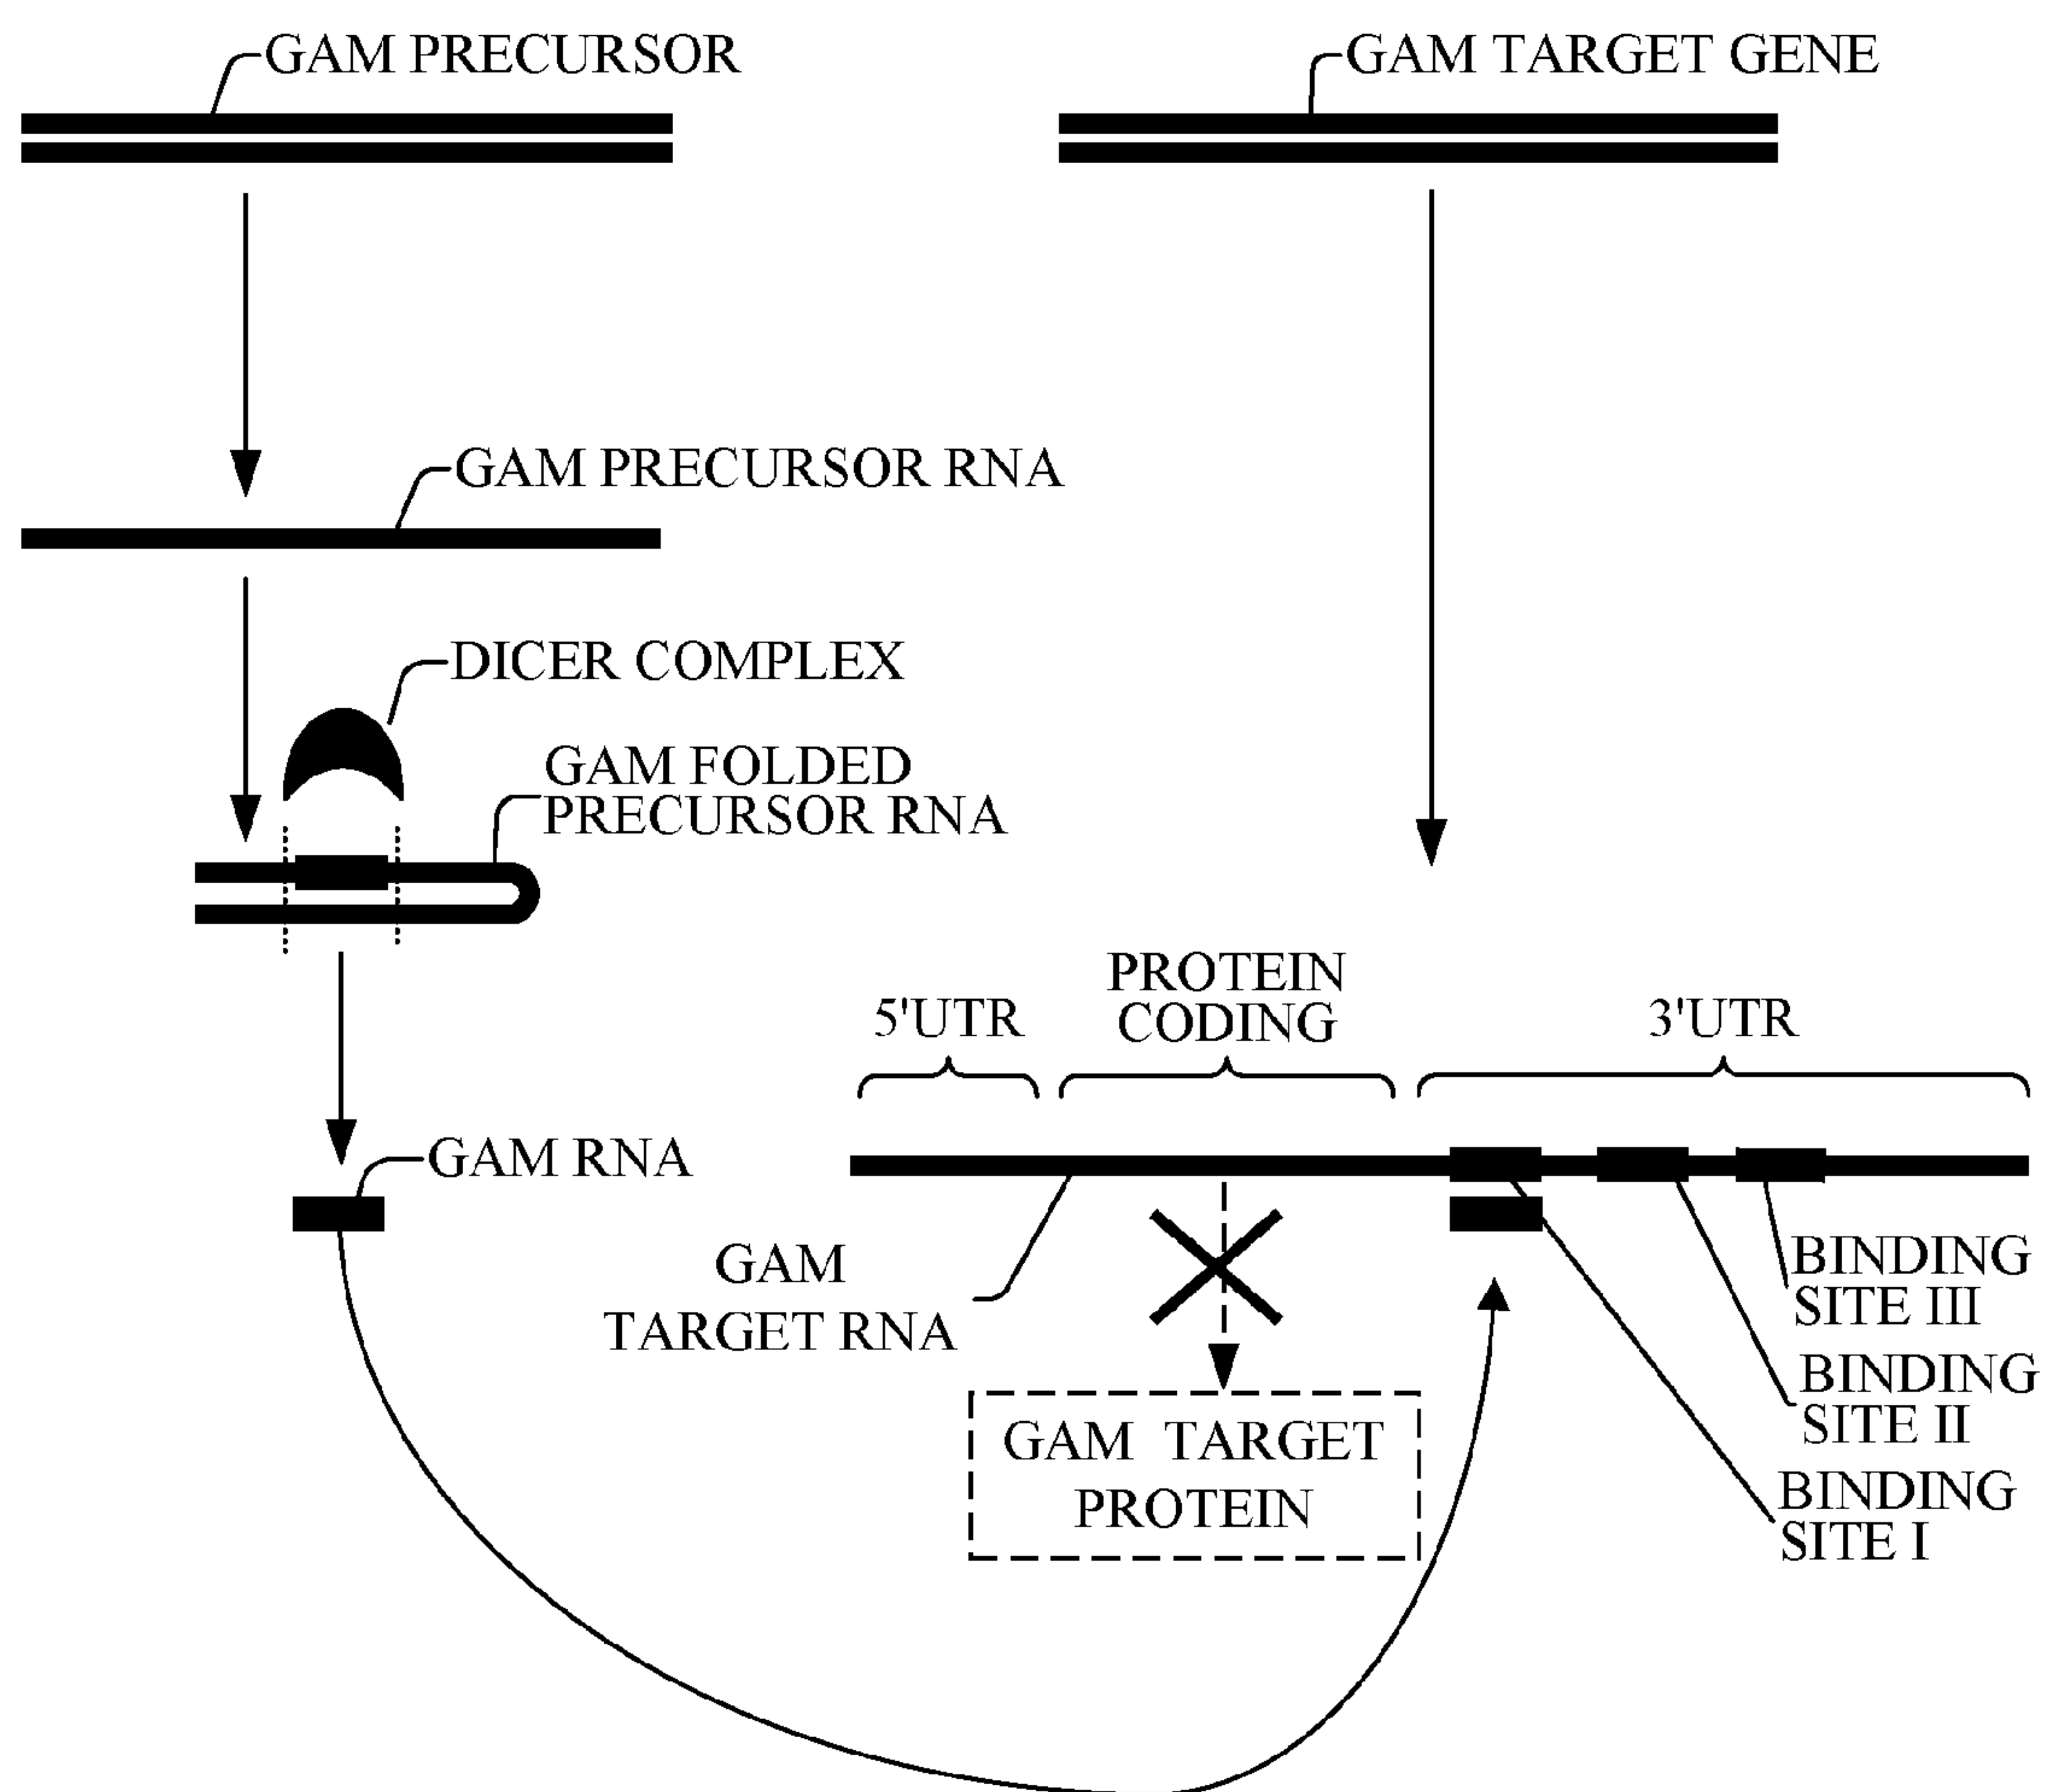 GAM PRECURSOR
GAM TARGET GENE
GAM PRECURSOR RNA
DICER COMPLEX
GAM FOLDED
PRECURSOR RNA
5'UTR
PROTEIN
CODING
3'UTR
GAM RNA
GAM
TARGET RNA
BINDING
SITE III
BINDING
SITE II
BINDING
SITE I
GAM TARGET
PROTEIN